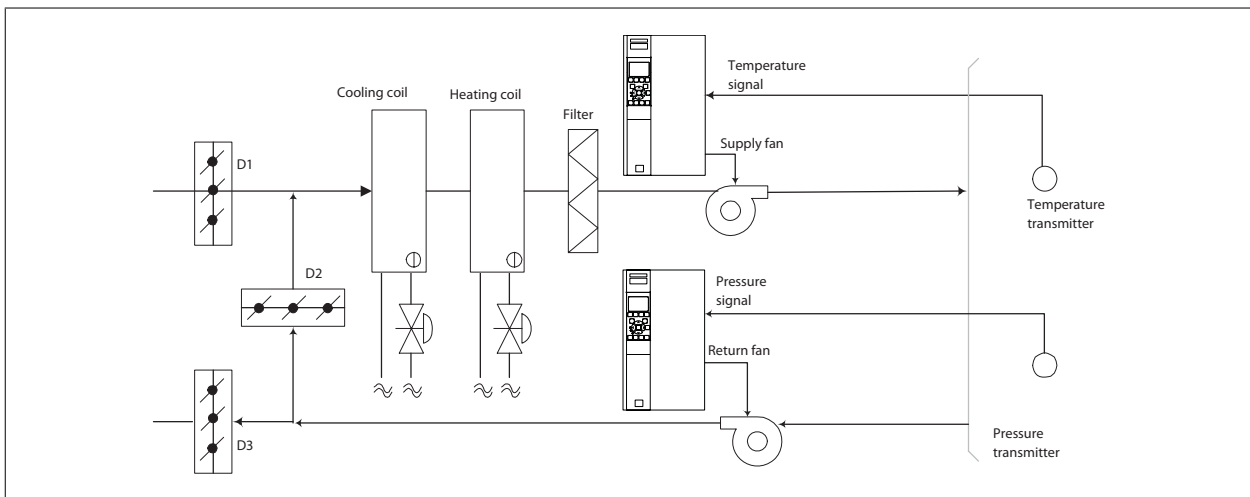 Temperature
signal
Cooling coil
Heating coil
Filter
Supply fan
D1
Temperature
transmitter
D2
Pressure
signal
Return fan
D3
Pressure
transmitter